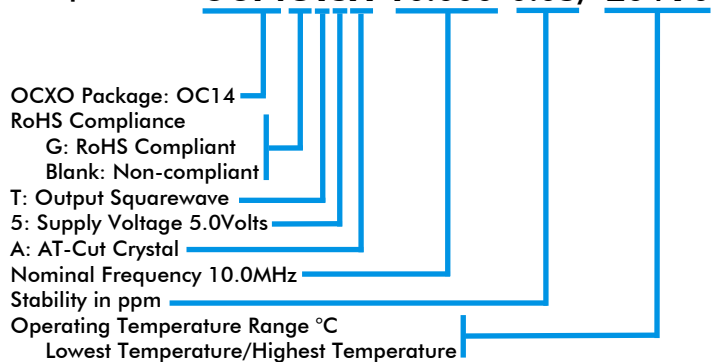 OCXO Package: OC14
RoHS Compliance
G: RoHS Compliant
Blank: Non-compliant
T: Output Squarewave
5: Supply Voltage 5.0Volts
A: AT-Cut Crystal
Nominal Frequency 10.0MHz
Stability in ppm
Operating Temperature Range °C
Lowest Temperature/Highest Temperature